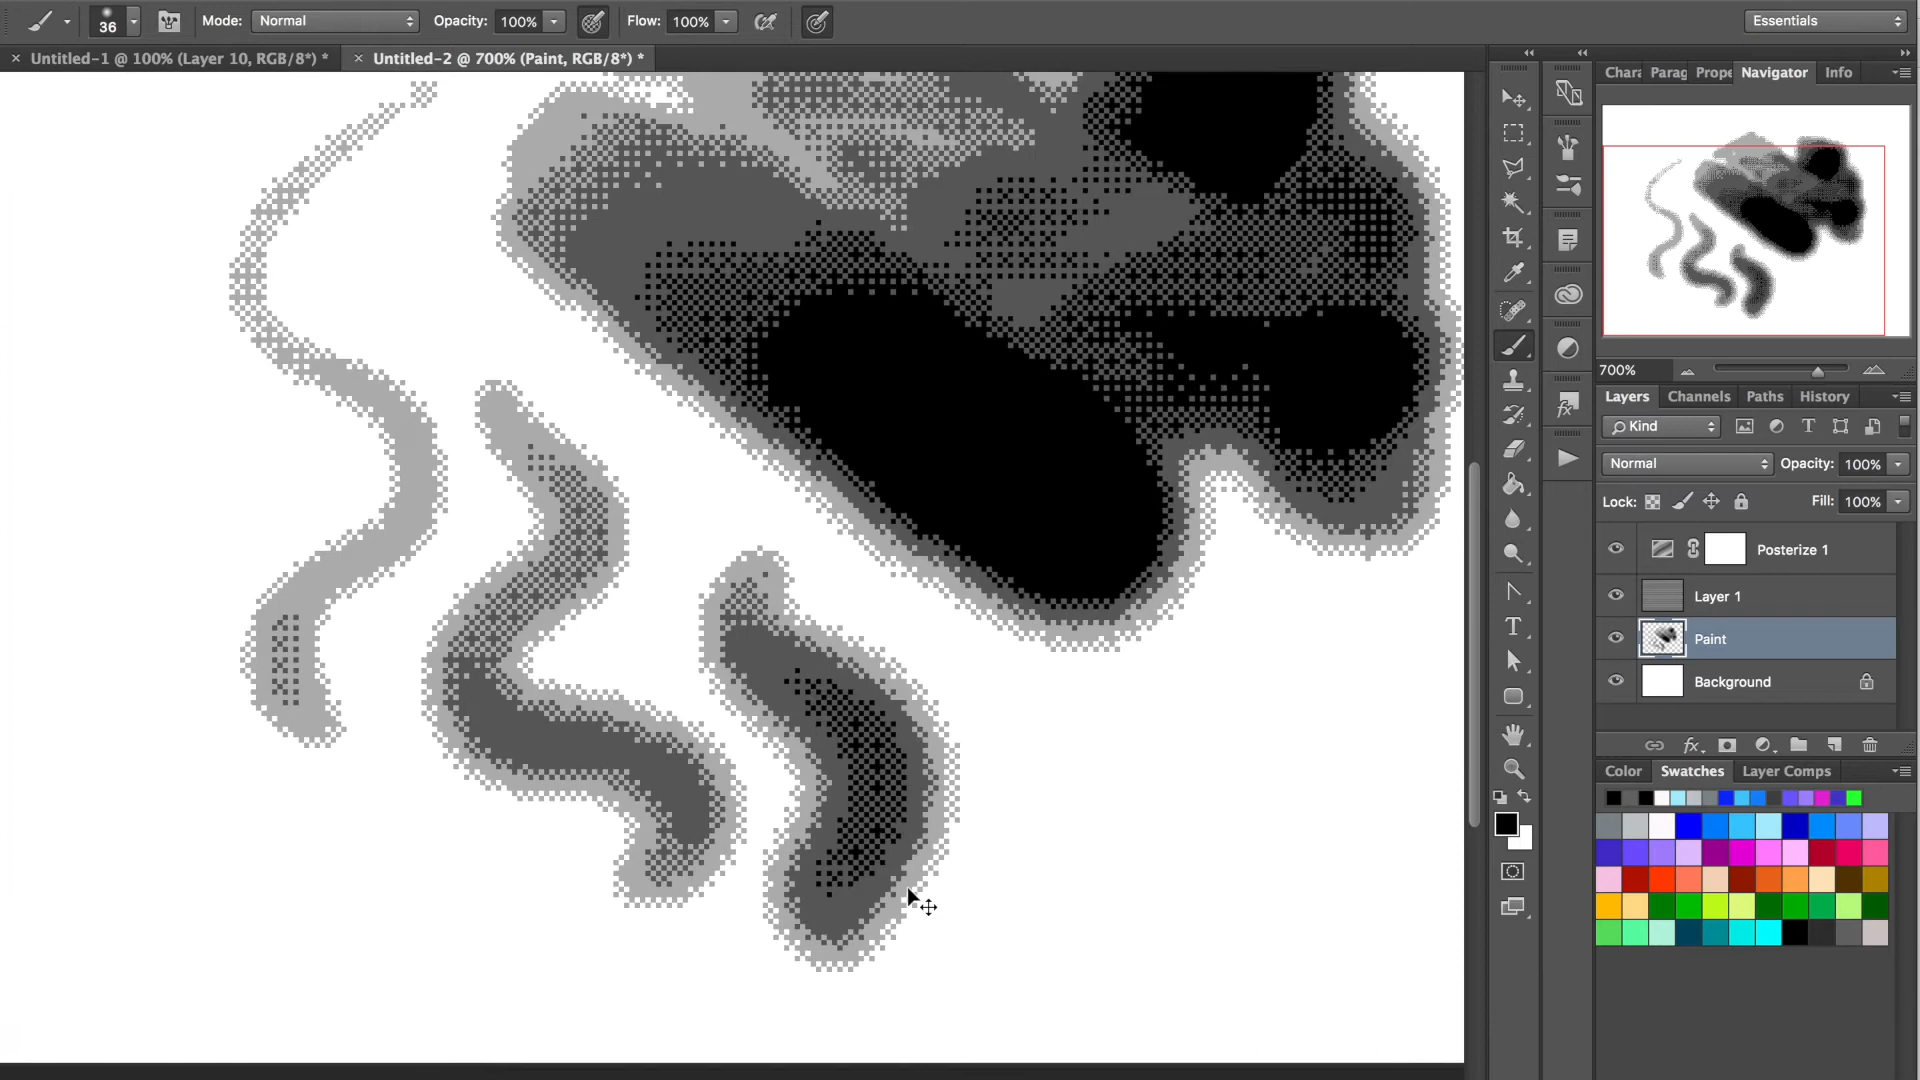 36 Mode: Normal Opacity: 100% Flow: 100% Essentials
× Untitled-1 @ 100% (Layer 10, RGB/8*) * × Untitled-2 @ 700% (Paint, RGB/8*) *
Chara Parag Prope Navigator Info
700%
Layers Channels Paths History
Kind
Normal Opacity: 100%
Lock: Fill: 100%
Posterize 1
Layer 1
Paint
Background
fx
Color Swatches Layer Comps